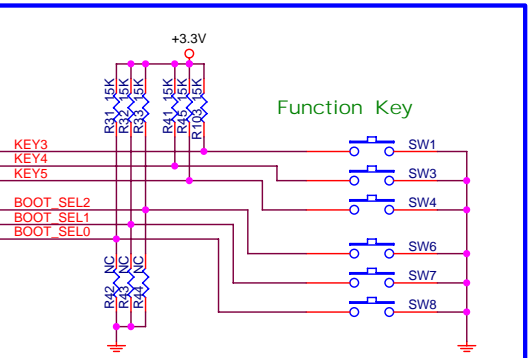 +3.3V
R31 15K
R32 15K
R33 15K
R41 15K
R45 15K
R103 15K
Function Key
KEY3
KEY4
KEY5
BOOT_SEL2
BOOT_SEL1
BOOT_SEL0
SW1
SW3
SW4
SW6
SW7
SW8
R42 NC
R43 NC
R44 NC